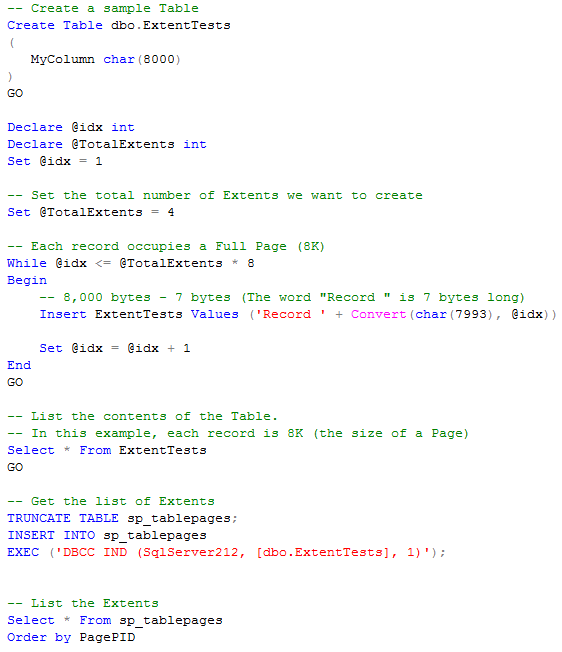 -- Create a sample Table
Create Table dbo.ExtentTests
(
   MyColumn char(8000)
)
GO

Declare @idx int
Declare @TotalExtents int
Set @idx = 1

-- Set the total number of Extents we want to create
Set @TotalExtents = 4

-- Each record occupies a Full Page (8K)
While @idx <= @TotalExtents * 8
Begin
    -- 8,000 bytes - 7 bytes (The word "Record " is 7 bytes long)
    Insert ExtentTests Values ('Record ' + Convert(char(7993), @idx))

    Set @idx = @idx + 1
End
GO

-- List the contents of the Table.
-- In this example, each record is 8K (the size of a Page)
Select * From ExtentTests
GO

-- Get the list of Extents
TRUNCATE TABLE sp_tablepages;
INSERT INTO sp_tablepages
EXEC ('DBCC IND (SqlServer212, [dbo.ExtentTests], 1)');


-- List the Extents
Select * From sp_tablepages
Order by PagePID